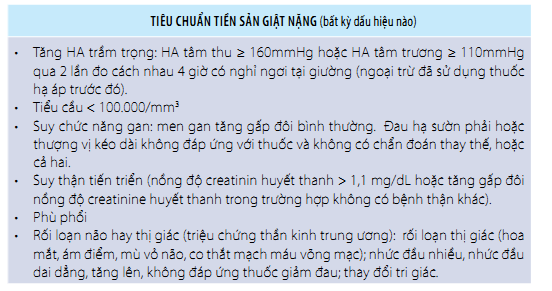 TIÊU CHUẨN TIỀN SẢN GIẬT NẶNG (bất kỳ dấu hiệu nào)
• Tăng HA trầm trọng: HA tâm thu ≥ 160mmHg hoặc HA tâm trương ≥ 110mmHg
qua 2 lần đo cách nhau 4 giờ có nghỉ ngơi tại giường (ngoại trừ đã sử dụng thuốc
hạ áp trước đó).
• Tiểu cầu < 100.000/mm³
• Suy chức năng gan: men gan tăng gấp đôi bình thường. Đau hạ sườn phải hoặc
thượng vị kéo dài không đáp ứng với thuốc và không có chẩn đoán thay thế, hoặc
cả hai.
• Suy thận tiến triển (nồng độ creatinin huyết thanh > 1,1 mg/dL hoặc tăng gấp đôi
nồng độ creatinine huyết thanh trong trường hợp không có bệnh thận khác).
• Phù phổi
• Rối loạn não hay thị giác (triệu chứng thần kinh trung ương): rối loạn thị giác (hoa
mắt, ám điểm, mù vỏ não, co thắt mạch máu võng mạc); nhức đầu nhiều, nhức đầu
dai dẳng, tăng lên, không đáp ứng thuốc giảm đau; thay đổi tri giác.